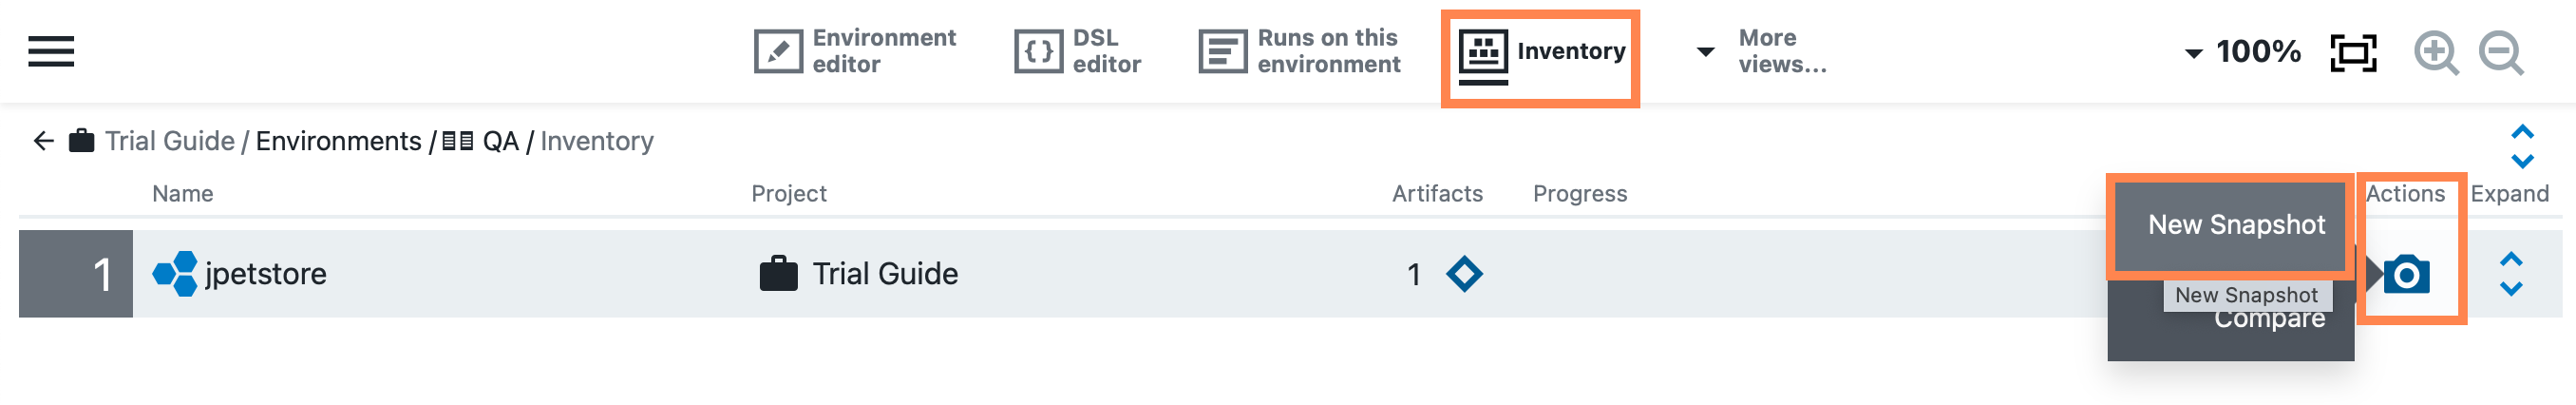 Environment
editor
DSL
editor
Runs on this
environment
Inventory
More
views...
100%
Trial Guide / Environments / QA / Inventory
Name Project Artifacts Progress Actions Expand
New Snapshot
1 jpetstore Trial Guide 1
New Snapshot
Compare